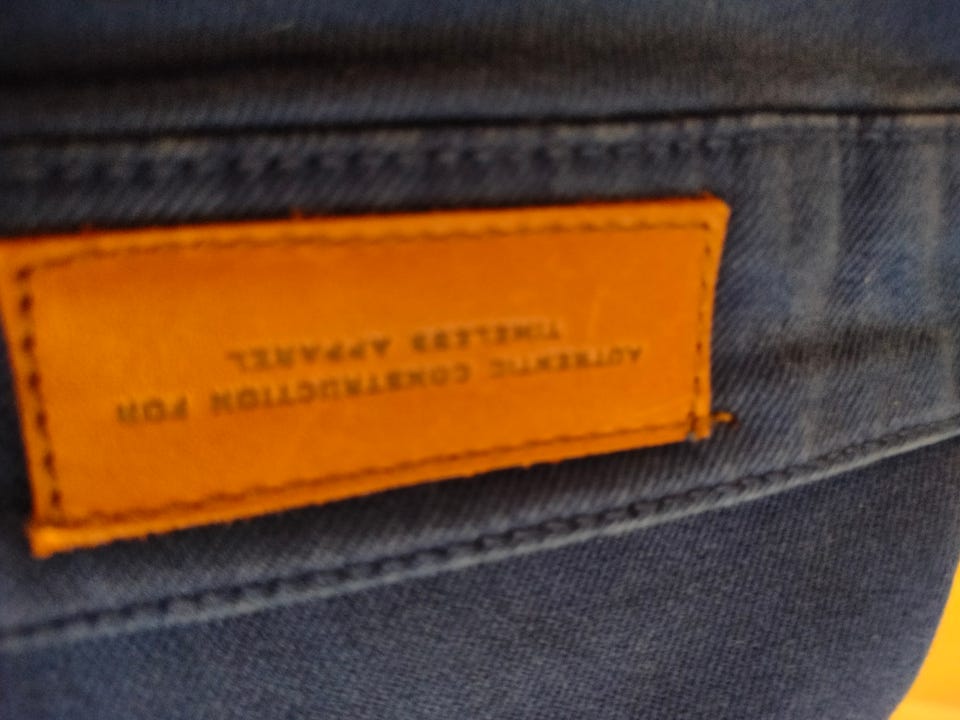 AUTHENTIC CONSTRUCTION FOR
TIMELESS APPAREL